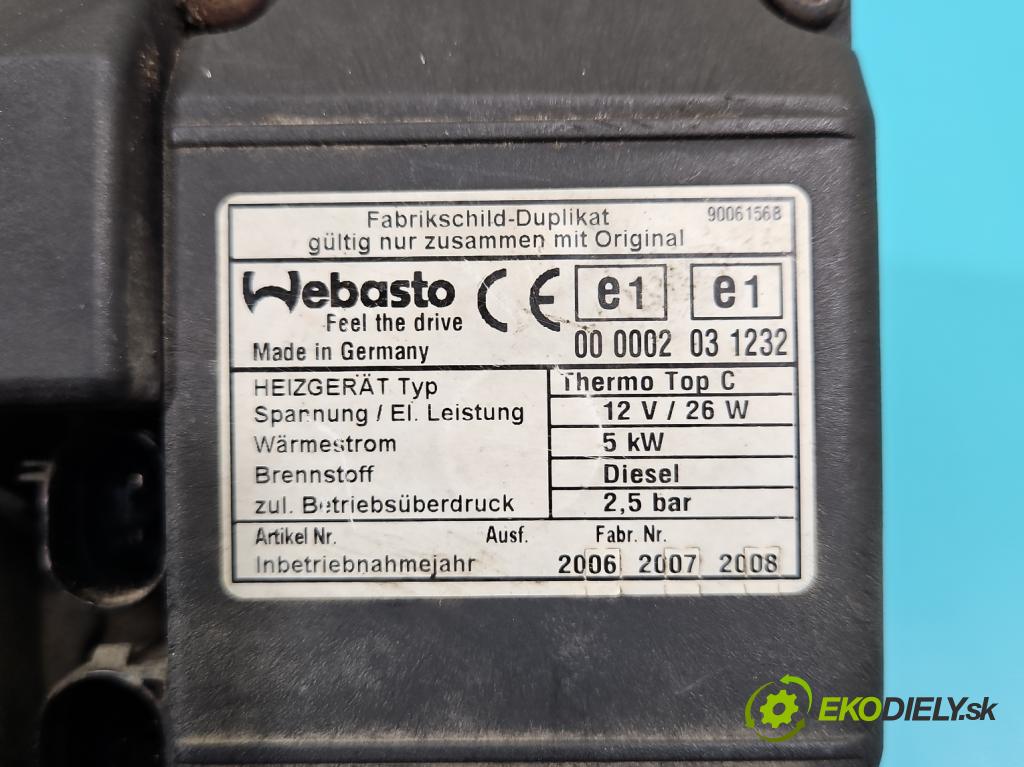 Fabrikschild-Duplikat 90061568
gültig nur zusammen mit Original
Webasto CE e1 e1
Feel the drive
Made in Germany 00 0002 03 1232
HEIZGERÄT Typ Thermo Top C
Spannung / El. Leistung 12 V / 26 W
Wärmestrom 5 kW
Brennstoff Diesel
zul. Betriebsüberdruck 2,5 bar
Artikel Nr. Ausf. Fabr. Nr.
Inbetriebnahmejahr 2006 2007 2008
EKODIELY.sk